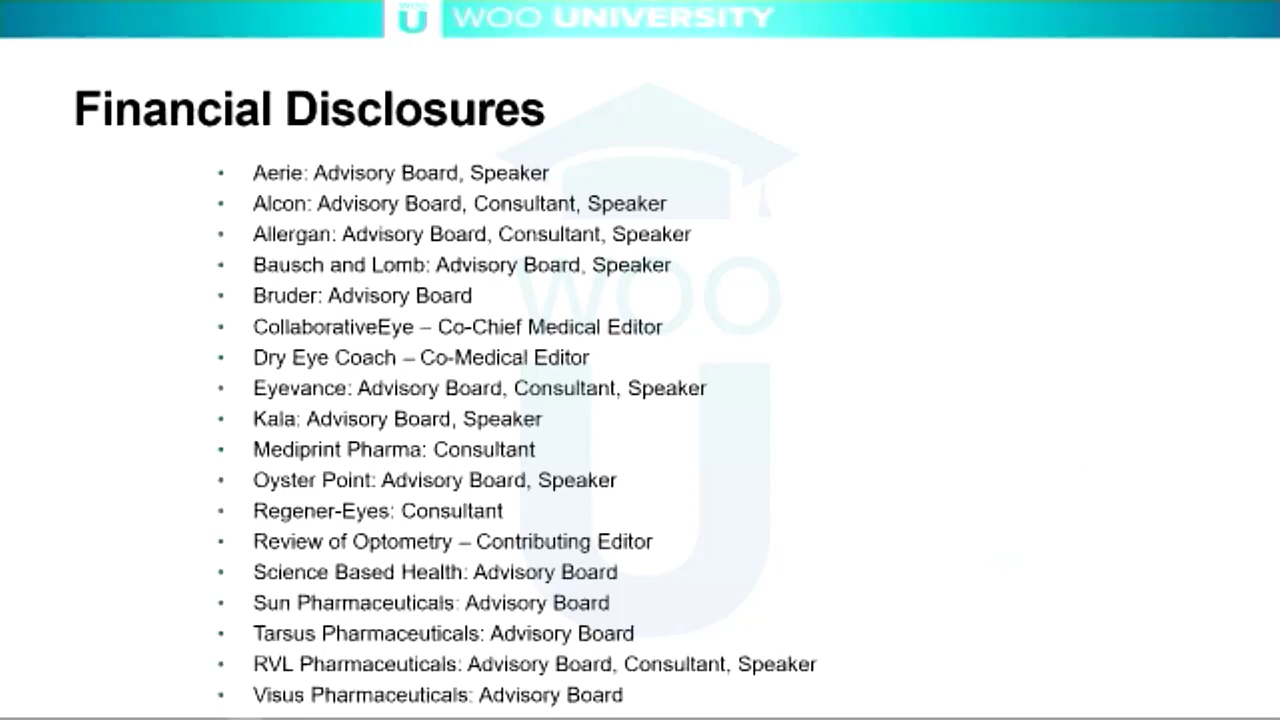 WOO U WOO UNIVERSITY
Financial Disclosures
• Aerie: Advisory Board, Speaker
• Alcon: Advisory Board, Consultant, Speaker
• Allergan: Advisory Board, Consultant, Speaker
• Bausch and Lomb: Advisory Board, Speaker
• Bruder: Advisory Board
• CollaborativeEye – Co-Chief Medical Editor
• Dry Eye Coach – Co-Medical Editor
• Eyevance: Advisory Board, Consultant, Speaker
• Kala: Advisory Board, Speaker
• Mediprint Pharma: Consultant
• Oyster Point: Advisory Board, Speaker
• Regener-Eyes: Consultant
• Review of Optometry – Contributing Editor
• Science Based Health: Advisory Board
• Sun Pharmaceuticals: Advisory Board
• Tarsus Pharmaceuticals: Advisory Board
• RVL Pharmaceuticals: Advisory Board, Consultant, Speaker
• Visus Pharmaceuticals: Advisory Board
WOO
U